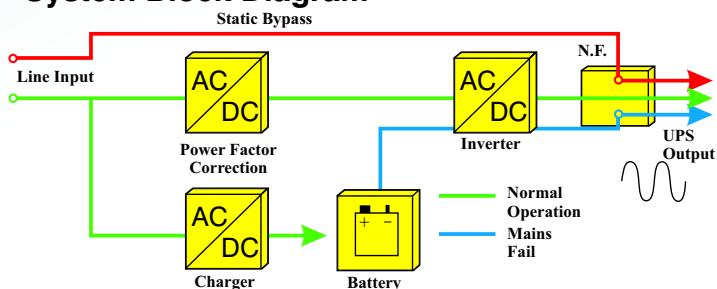 System Block Diagram
Static Bypass
N.F.
Line Input
AC
DC
AC
DC
Power Factor
Correction
Inverter
UPS
Output
AC
DC
+ −
Normal
Operation
Mains
Fail
Charger
Battery